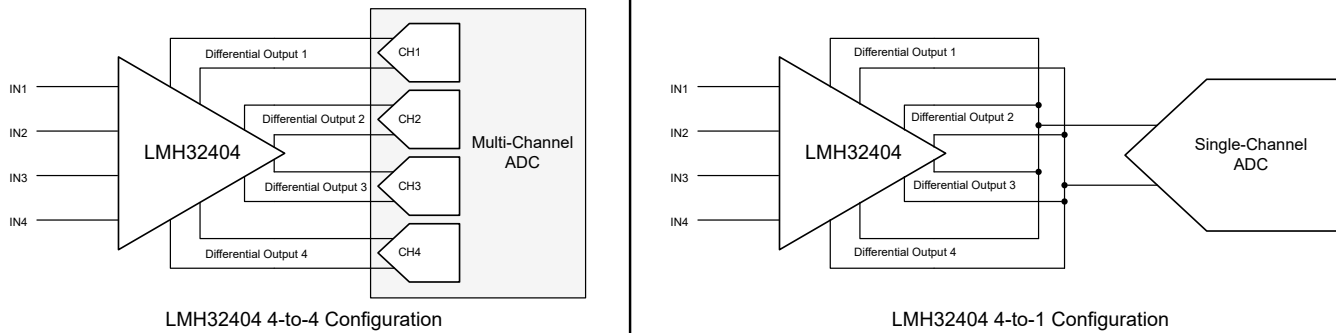 IN1
IN2
IN3
IN4
LMH32404
Differential Output 1
Differential Output 2
Differential Output 3
Differential Output 4
CH1
CH2
CH3
CH4
Multi-Channel
ADC
LMH32404 4-to-4 Configuration
IN1
IN2
IN3
IN4
LMH32404
Differential Output 1
Differential Output 2
Differential Output 3
Differential Output 4
Single-Channel
ADC
LMH32404 4-to-1 Configuration